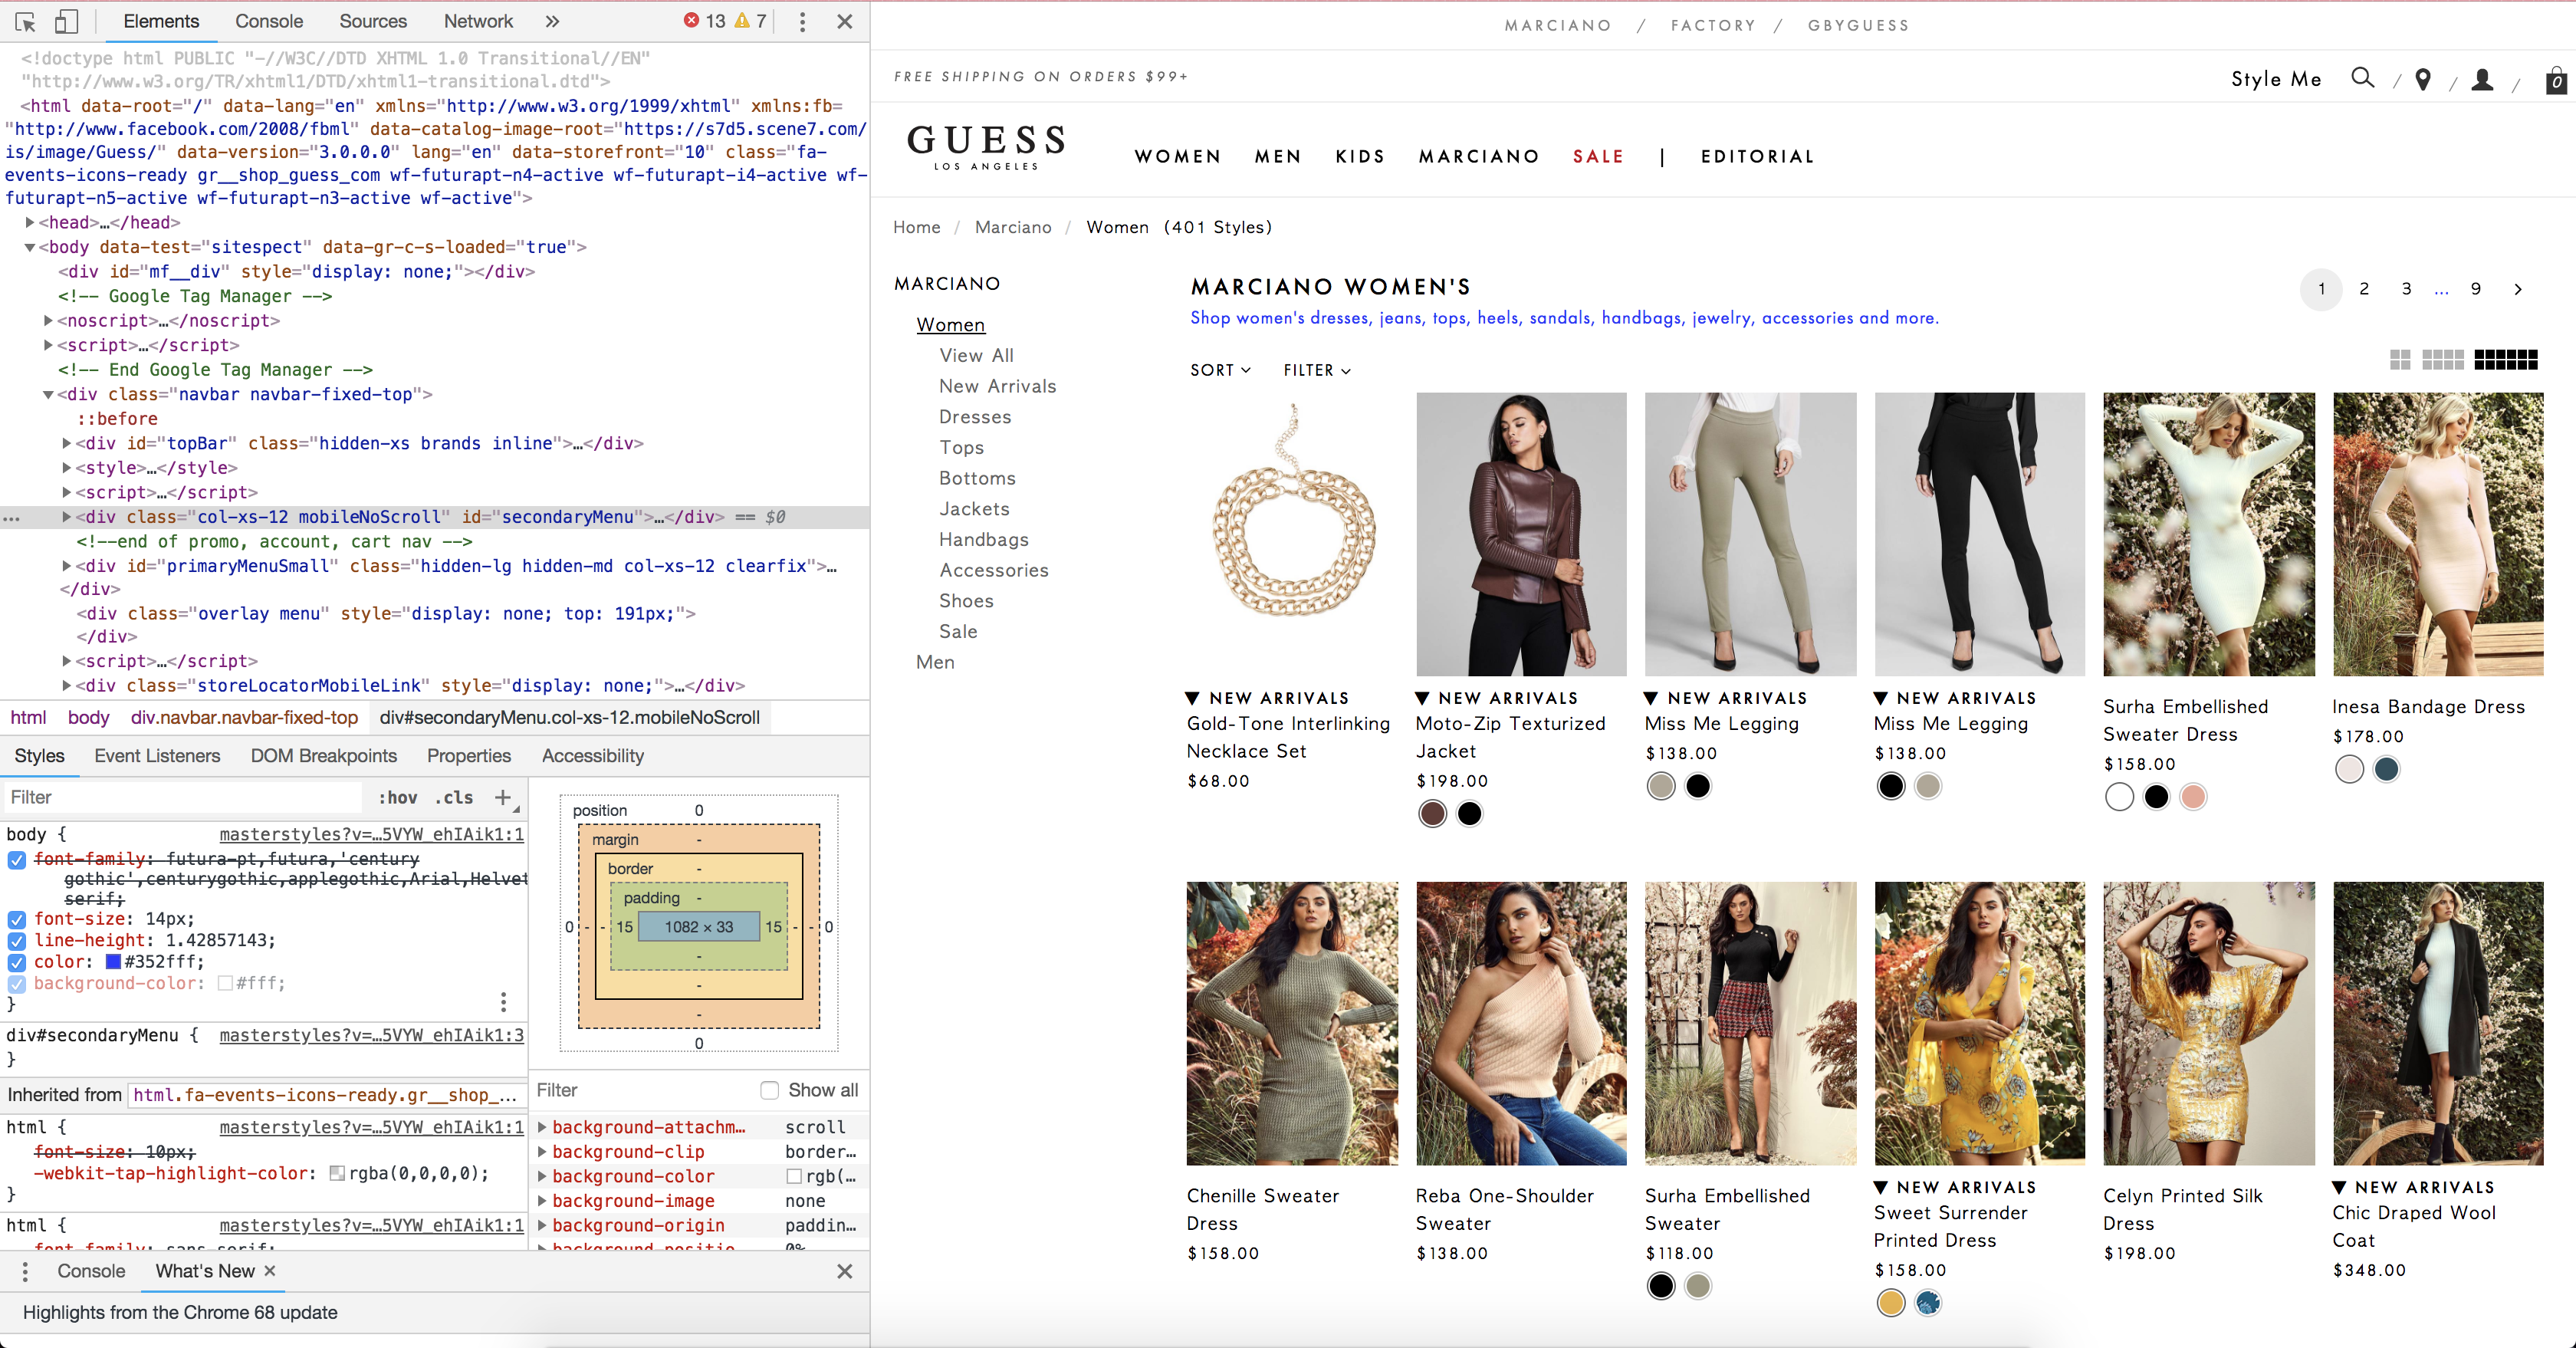 Elements Console Sources Network » 13 7
<!doctype html PUBLIC "-//W3C//DTD XHTML 1.0 Transitional//EN"
"http://www.w3.org/TR/xhtml1/DTD/xhtml1-transitional.dtd">
<html data-root="/" data-lang="en" xmlns="http://www.w3.org/1999/xhtml" xmlns:fb=
"http://www.facebook.com/2008/fbml" data-catalog-image-root="https://s7d5.scene7.com/
is/image/Guess/" data-version="3.0.0.0" lang="en" data-storefront="10" class="fa-
events-icons-ready gr__shop_guess_com wf-futurapt-n4-active wf-futurapt-i4-active wf-
futurapt-n5-active wf-futurapt-n3-active wf-active">
<head>…</head>
<body data-test="sitespect" data-gr-c-s-loaded="true">
<div id="mf__div" style="display: none;"></div>
<!-- Google Tag Manager -->
<noscript>…</noscript>
<script>…</script>
<!-- End Google Tag Manager -->
<div class="navbar navbar-fixed-top">
::before
<div id="topBar" class="hidden-xs brands inline">…</div>
<style>…</style>
<script>…</script>
… <div class="col-xs-12 mobileNoScroll" id="secondaryMenu">…</div> == $0
<!--end of promo, account, cart nav -->
<div id="primaryMenuSmall" class="hidden-lg hidden-md col-xs-12 clearfix">…
</div>
<div class="overlay menu" style="display: none; top: 191px;">
</div>
<script>…</script>
<div class="storeLocatorMobileLink" style="display: none;">…</div>
html body div.navbar.navbar-fixed-top div#secondaryMenu.col-xs-12.mobileNoScroll
Styles Event Listeners DOM Breakpoints Properties Accessibility
Filter :hov .cls +
body { masterstyles?v=…5VYW_ehIAik1:1
font-family: futura-pt,futura,'century
gothic',centurygothic,applegothic,Arial,Helvet
serif;
font-size: 14px;
line-height: 1.42857143;
color: #352fff;
background-color: #fff;
}
div#secondaryMenu { masterstyles?v=…5VYW_ehIAik1:3
}
Inherited from html.fa-events-icons-ready.gr__shop_…
html { masterstyles?v=…5VYW_ehIAik1:1
font-size: 10px;
-webkit-tap-highlight-color: rgba(0,0,0,0);
}
html { masterstyles?v=…5VYW_ehIAik1:1
font-family: sans-serif;
position 0
margin -
border -
padding -
0 - - 15 1082 × 33 15 - - 0
-
-
-
0
Filter Show all
background-attachm… scroll
background-clip border…
background-color rgb(…
background-image none
background-origin paddin…
background-positio… 0%
Console What's New ×
Highlights from the Chrome 68 update
MARCIANO / FACTORY / GBYGUESS
FREE SHIPPING ON ORDERS $99+
Style Me / / / 0
GUESS
LOS ANGELES
WOMEN MEN KIDS MARCIANO SALE | EDITORIAL
Home / Marciano / Women (401 Styles)
MARCIANO
Women
View All
New Arrivals
Dresses
Tops
Bottoms
Jackets
Handbags
Accessories
Shoes
Sale
Men
MARCIANO WOMEN'S
Shop women's dresses, jeans, tops, heels, sandals, handbags, jewelry, accessories and more.
1 2 3 ... 9 >
SORT FILTER
NEW ARRIVALS
Gold-Tone Interlinking
Necklace Set
$68.00
NEW ARRIVALS
Moto-Zip Texturized
Jacket
$198.00
NEW ARRIVALS
Miss Me Legging
$138.00
NEW ARRIVALS
Miss Me Legging
$138.00
Surha Embellished
Sweater Dress
$158.00
Inesa Bandage Dress
$178.00
Chenille Sweater
Dress
$158.00
Reba One-Shoulder
Sweater
$138.00
Surha Embellished
Sweater
$118.00
NEW ARRIVALS
Sweet Surrender
Printed Dress
$158.00
Celyn Printed Silk
Dress
$198.00
NEW ARRIVALS
Chic Draped Wool
Coat
$348.00